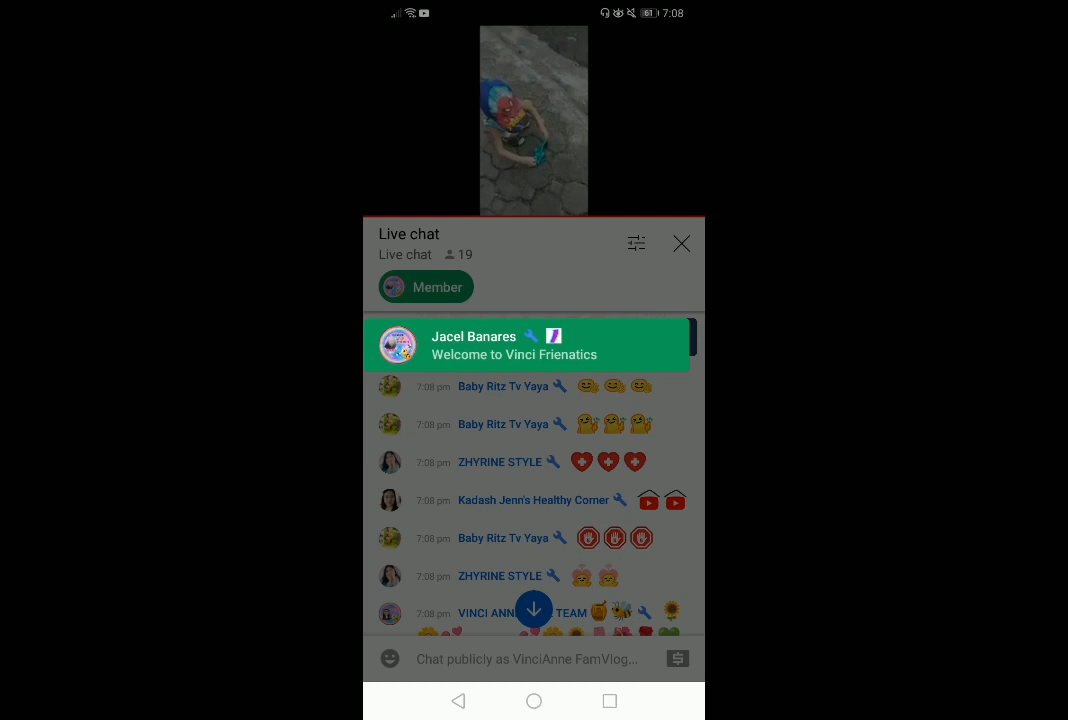 61 7:08
Live chat
Live chat 19
Member
Jacel Banares
Welcome to Vinci Frienatics
7:08 pm Baby Ritz Tv Yaya
7:08 pm Baby Ritz Tv Yaya
7:08 pm ZHYRINE STYLE
7:08 pm Kadash Jenn's Healthy Corner
7:08 pm Baby Ritz Tv Yaya
7:08 pm ZHYRINE STYLE
7:08 pm VINCI TEAM
Chat publicly as VinciAnne FamVlog...